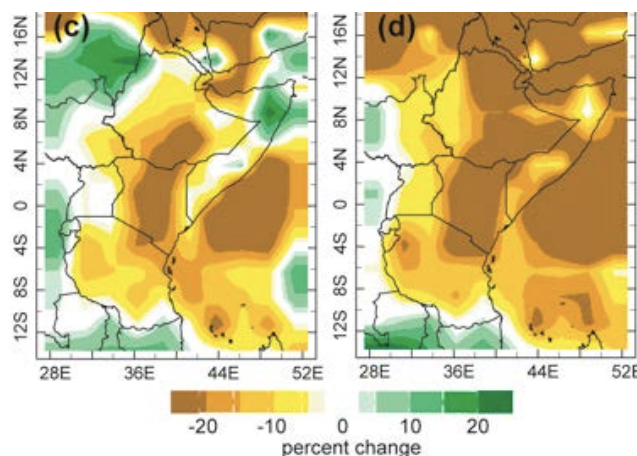 (c)
(d)
16N
12N
8N
4N
0
4S
8S
12S
16N
12N
8N
4N
0
4S
8S
12S
28E 36E 44E 52E
28E 36E 44E 52E
-20 -10 0 10 20
percent change